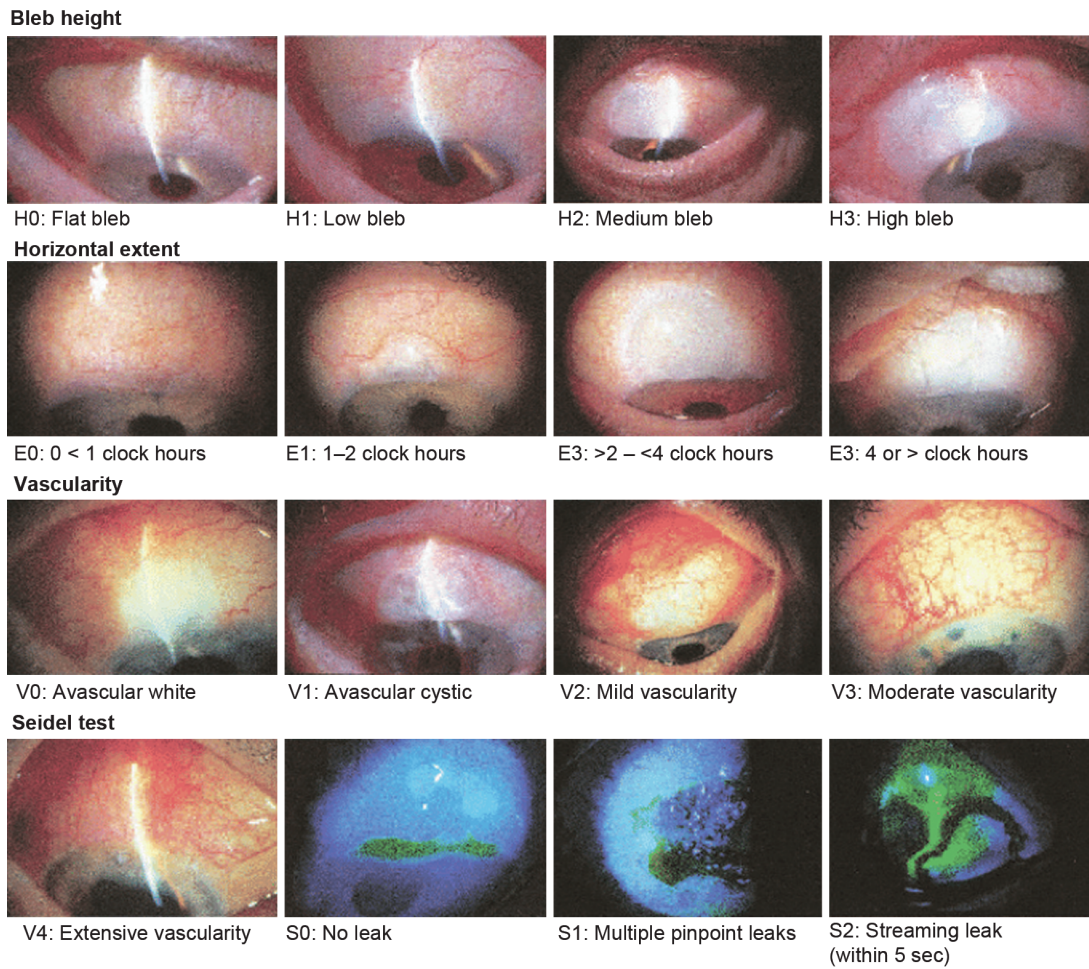 Bleb height
H0: Flat bleb
H1: Low bleb
H2: Medium bleb
H3: High bleb
Horizontal extent
E0: 0 < 1 clock hours
E1: 1–2 clock hours
E3: >2 – <4 clock hours
E3: 4 or > clock hours
Vascularity
V0: Avascular white
V1: Avascular cystic
V2: Mild vascularity
V3: Moderate vascularity
Seidel test
V4: Extensive vascularity
S0: No leak
S1: Multiple pinpoint leaks
S2: Streaming leak
(within 5 sec)